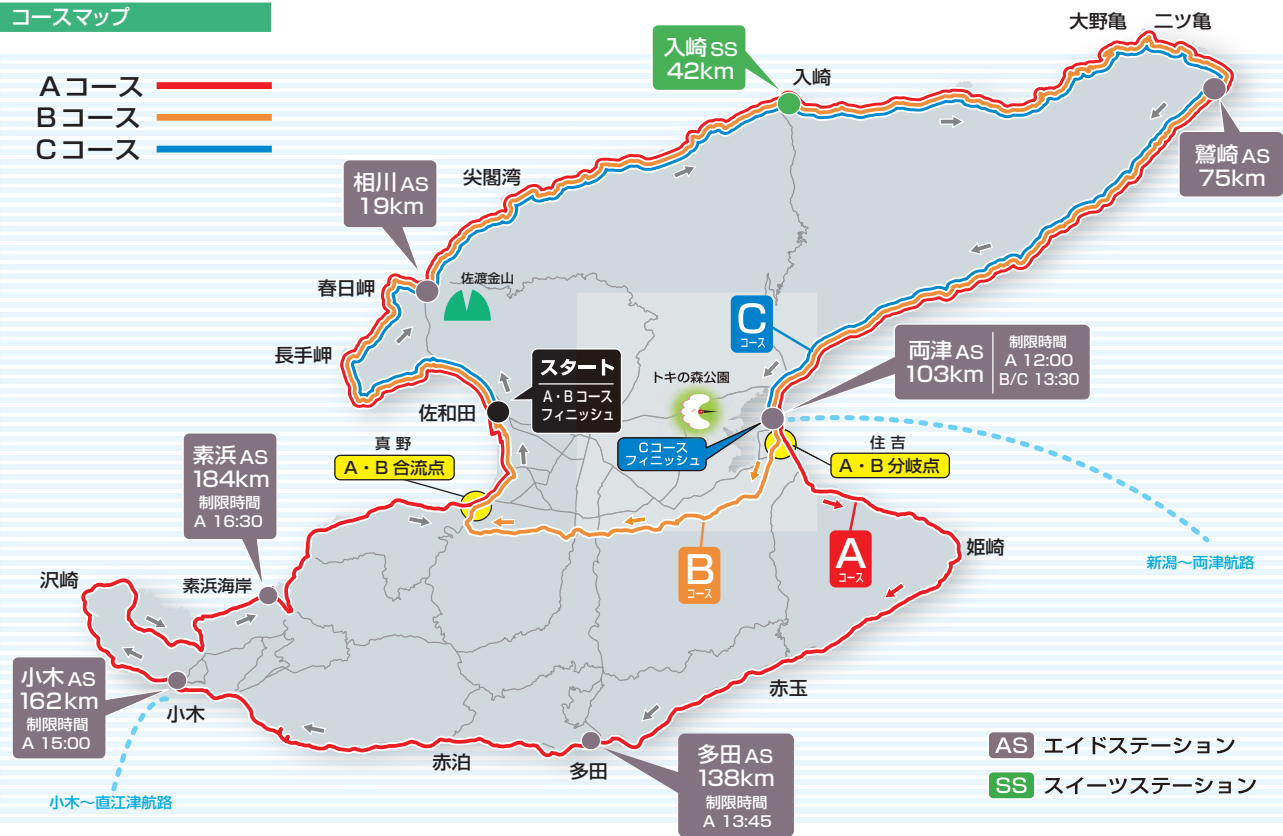 コースマップ
Aコース
Bコース
Cコース
大野亀
二ツ亀
入崎SS
42km
入崎
鷲崎AS
75km
尖閣湾
相川AS
19km
佐渡金山
春日岬
長手岬
C
コース
両津AS
103km
制限時間
A 12:00
B/C 13:30
スタート
A・Bコース
フィニッシュ
トキの森公園
佐和田
Cコース
フィニッシュ
住吉
A・B分岐点
真野
A・B合流点
素浜AS
184km
制限時間
A 16:30
B
コース
A
コース
姫崎
新潟～両津航路
沢崎
素浜海岸
小木AS
162km
制限時間
A 15:00
小木
赤玉
赤泊
多田
多田AS
138km
制限時間
A 13:45
小木～直江津航路
AS エイドステーション
SS スイーツステーション